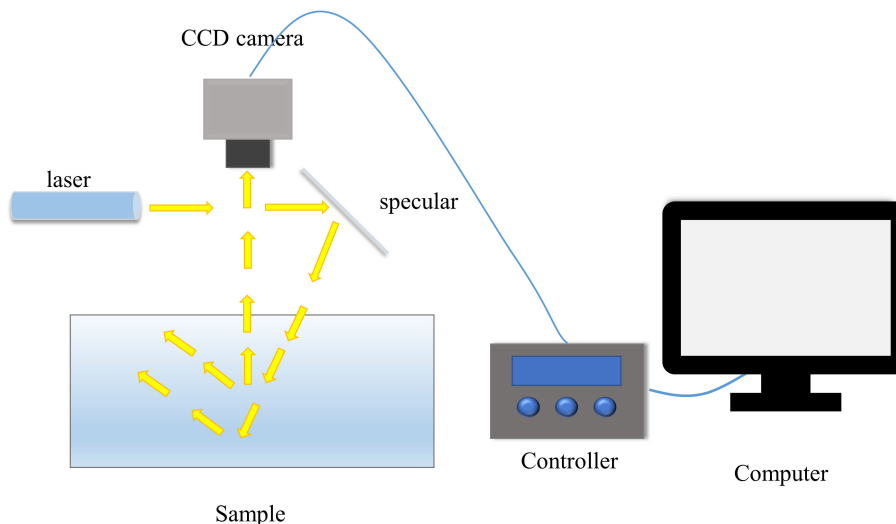 CCD camera
laser
specular
Controller
Computer
Sample